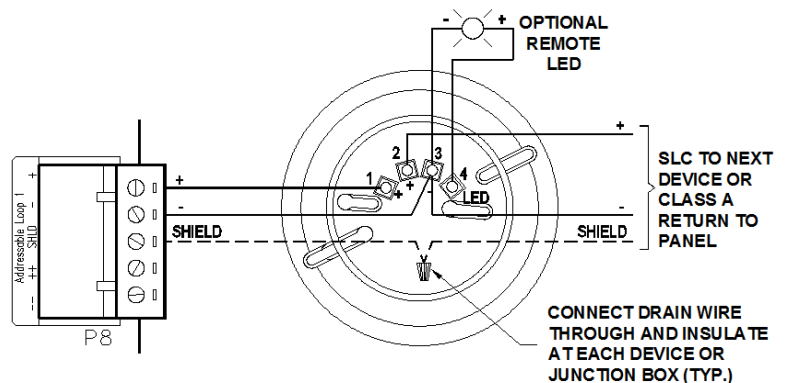 - +
OPTIONAL
REMOTE
LED
1 2 3 4
+ + -
LED
+
-
SHIELD
+
-
SHIELD
SLC TO NEXT
DEVICE OR
CLASS A
RETURN TO
PANEL
Addressable Loop 1
-- ++ SHLD - +
P8
CONNECT DRAIN WIRE
THROUGH AND INSULATE
AT EACH DEVICE OR
JUNCTION BOX (TYP.)